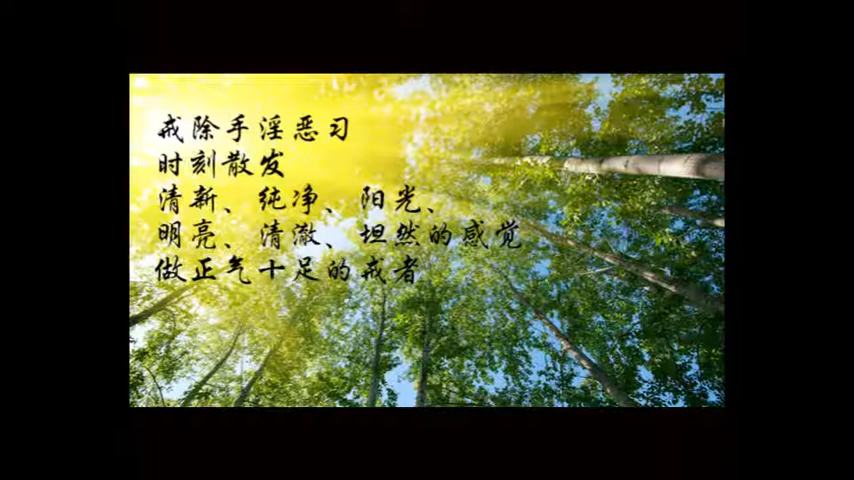 戒除手淫恶习
时刻散发
清新、纯净、阳光、
明亮、清澈、坦然的感觉
做正气十足的戒者